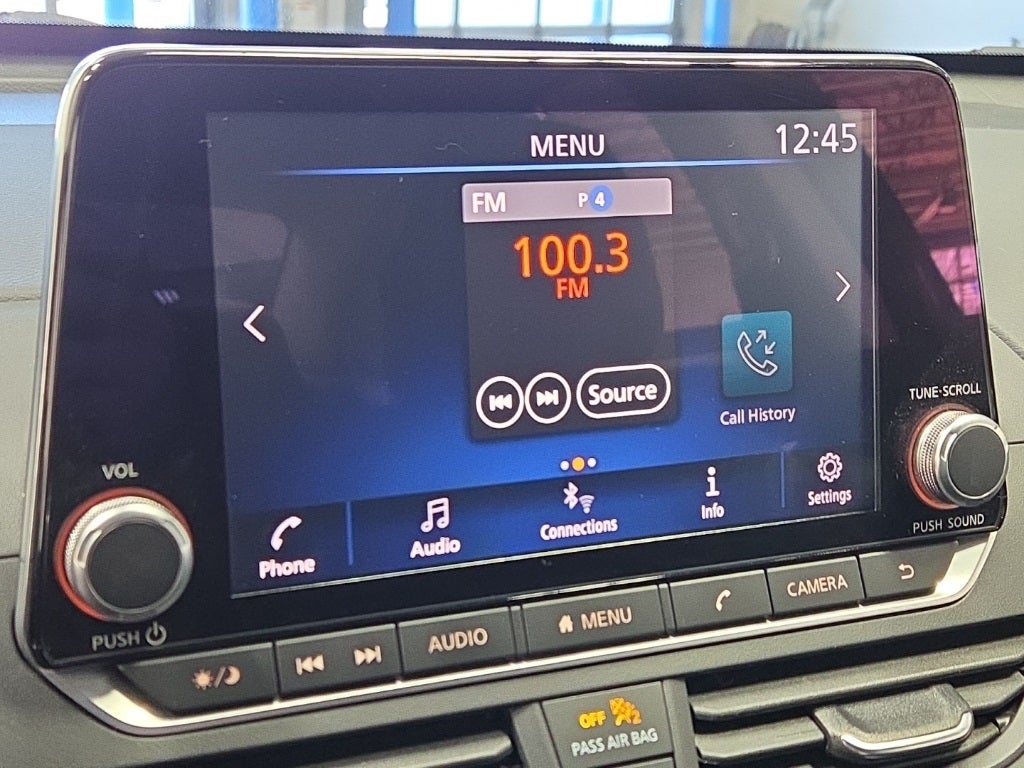 MENU
12:45
FM P 4
100.3
FM
Source
Call History
Phone
Audio
Connections
Info
Settings
VOL
PUSH
TUNE·SCROLL
PUSH SOUND
AUDIO
MENU
CAMERA
OFF 2
PASS AIR BAG